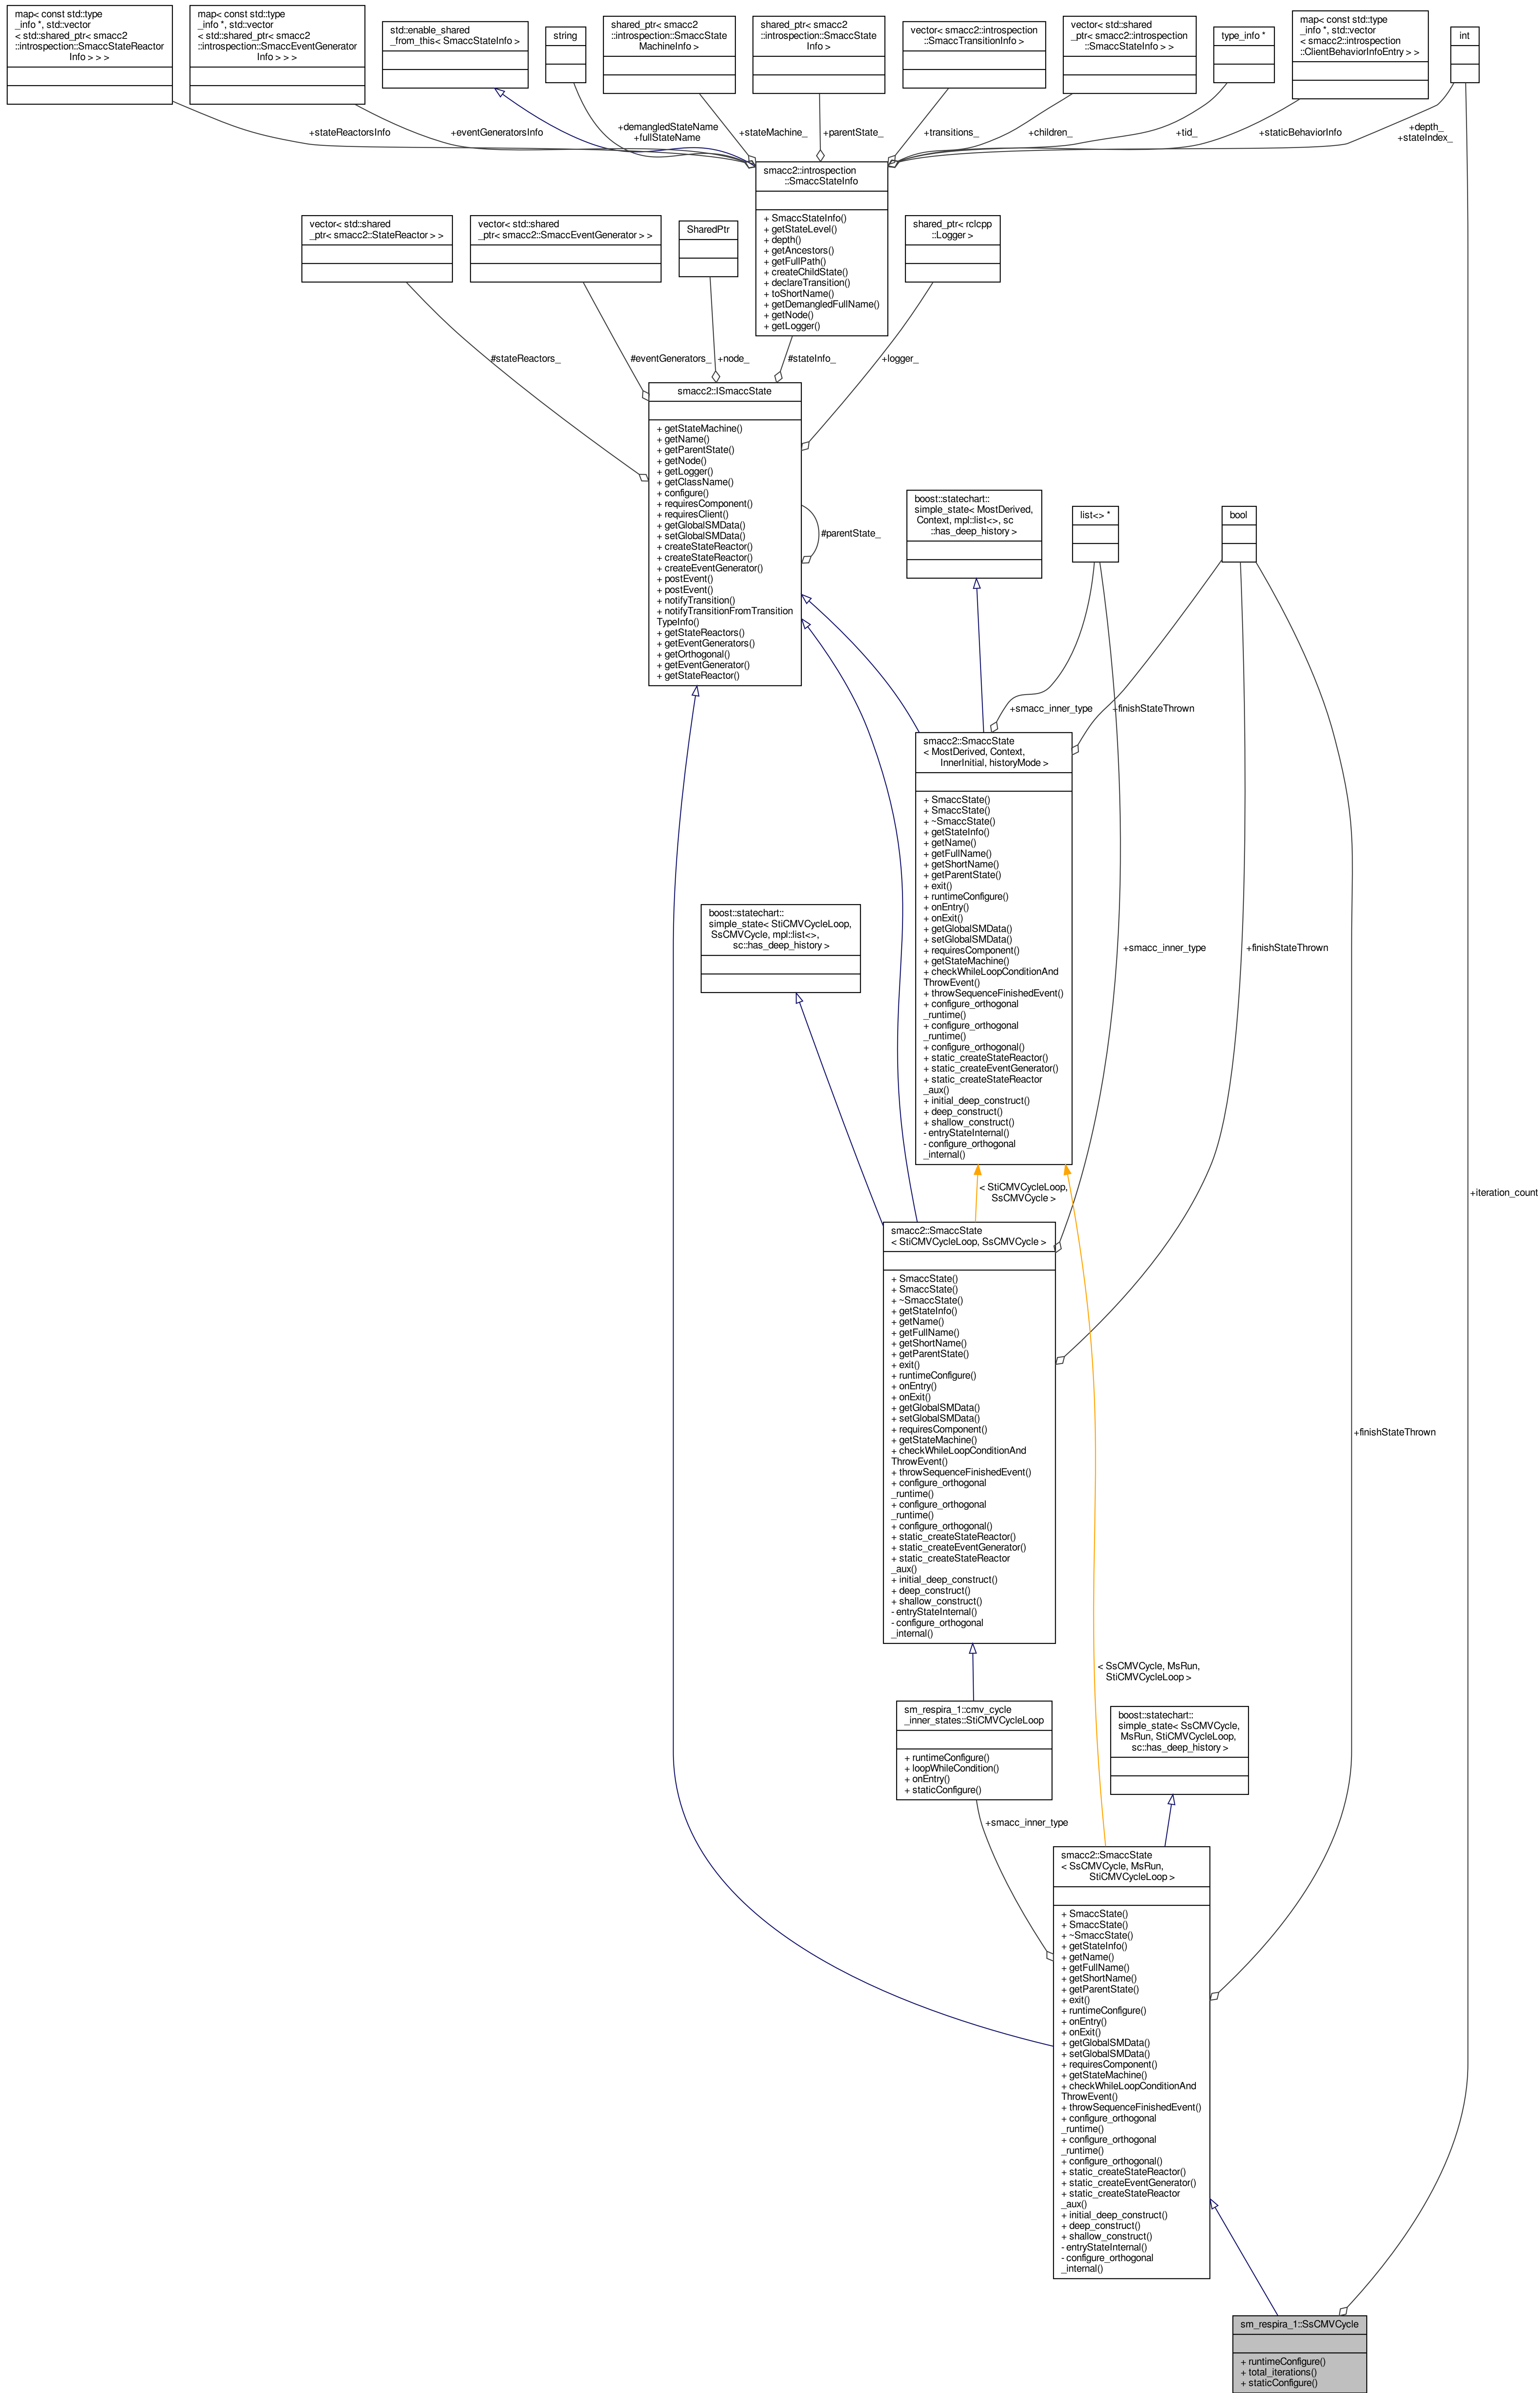 map< const std::type
_info *, std::vector
< std::shared_ptr< smacc2
::introspection::SmaccStateReactor
Info > > >
map< const std::type
_info *, std::vector
< std::shared_ptr< smacc2
::introspection::SmaccEventGenerator
Info > > >
std::enable_shared
_from_this< SmaccStateInfo >
string
shared_ptr< smacc2
::introspection::SmaccState
MachineInfo >
shared_ptr< smacc2
::introspection::SmaccState
Info >
vector< smacc2::introspection
::SmaccTransitionInfo >
vector< std::shared
_ptr< smacc2::introspection
::SmaccStateInfo > >
type_info *
map< const std::type
_info *, std::vector
< smacc2::introspection
::ClientBehaviorInfoEntry > >
int
+stateReactorsInfo
+eventGeneratorsInfo
+demangledStateName
+fullStateName
+stateMachine_
+parentState_
+transitions_
+children_
+tid_
+staticBehaviorInfo
+depth_
+stateIndex_
smacc2::introspection
::SmaccStateInfo
+ SmaccStateInfo()
+ getStateLevel()
+ depth()
+ getAncestors()
+ getFullPath()
+ createChildState()
+ declareTransition()
+ toShortName()
+ getDemangledFullName()
+ getNode()
+ getLogger()
vector< std::shared
_ptr< smacc2::StateReactor > >
vector< std::shared
_ptr< smacc2::SmaccEventGenerator > >
SharedPtr
shared_ptr< rclcpp
::Logger >
#stateReactors_
#eventGenerators_
+node_
#stateInfo_
+logger_
smacc2::ISmaccState
+ getStateMachine()
+ getName()
+ getParentState()
+ getNode()
+ getLogger()
+ getClassName()
+ configure()
+ requiresComponent()
+ requiresClient()
+ getGlobalSMData()
+ setGlobalSMData()
+ createStateReactor()
+ createStateReactor()
+ createEventGenerator()
+ postEvent()
+ postEvent()
+ notifyTransition()
+ notifyTransitionFromTransition
TypeInfo()
+ getStateReactors()
+ getEventGenerators()
+ getOrthogonal()
+ getEventGenerator()
+ getStateReactor()
#parentState_
boost::statechart::
simple_state< MostDerived,
Context, mpl::list<>, sc
::has_deep_history >
list<> *
bool
+smacc_inner_type
+finishStateThrown
smacc2::SmaccState
< MostDerived, Context,
InnerInitial, historyMode >
+ SmaccState()
+ SmaccState()
+ ~SmaccState()
+ getStateInfo()
+ getName()
+ getFullName()
+ getShortName()
+ getParentState()
+ exit()
+ runtimeConfigure()
+ onEntry()
+ onExit()
+ getGlobalSMData()
+ setGlobalSMData()
+ requiresComponent()
+ getStateMachine()
+ checkWhileLoopConditionAnd
ThrowEvent()
+ throwSequenceFinishedEvent()
+ configure_orthogonal
_runtime()
+ configure_orthogonal
_runtime()
+ configure_orthogonal()
+ static_createStateReactor()
+ static_createEventGenerator()
+ static_createStateReactor
_aux()
+ initial_deep_construct()
+ deep_construct()
+ shallow_construct()
- entryStateInternal()
- configure_orthogonal
_internal()
boost::statechart::
simple_state< StiCMVCycleLoop,
SsCMVCycle, mpl::list<>,
sc::has_deep_history >
+smacc_inner_type
+finishStateThrown
< StiCMVCycleLoop,
SsCMVCycle >
+iteration_count
smacc2::SmaccState
< StiCMVCycleLoop, SsCMVCycle >
+ SmaccState()
+ SmaccState()
+ ~SmaccState()
+ getStateInfo()
+ getName()
+ getFullName()
+ getShortName()
+ getParentState()
+ exit()
+ runtimeConfigure()
+ onEntry()
+ onExit()
+ getGlobalSMData()
+ setGlobalSMData()
+ requiresComponent()
+ getStateMachine()
+ checkWhileLoopConditionAnd
ThrowEvent()
+ throwSequenceFinishedEvent()
+ configure_orthogonal
_runtime()
+ configure_orthogonal
_runtime()
+ configure_orthogonal()
+ static_createStateReactor()
+ static_createEventGenerator()
+ static_createStateReactor
_aux()
+ initial_deep_construct()
+ deep_construct()
+ shallow_construct()
- entryStateInternal()
- configure_orthogonal
_internal()
+finishStateThrown
< SsCMVCycle, MsRun,
StiCMVCycleLoop >
sm_respira_1::cmv_cycle
_inner_states::StiCMVCycleLoop
+ runtimeConfigure()
+ loopWhileCondition()
+ onEntry()
+ staticConfigure()
boost::statechart::
simple_state< SsCMVCycle,
MsRun, StiCMVCycleLoop,
sc::has_deep_history >
+smacc_inner_type
smacc2::SmaccState
< SsCMVCycle, MsRun,
StiCMVCycleLoop >
+ SmaccState()
+ SmaccState()
+ ~SmaccState()
+ getStateInfo()
+ getName()
+ getFullName()
+ getShortName()
+ getParentState()
+ exit()
+ runtimeConfigure()
+ onEntry()
+ onExit()
+ getGlobalSMData()
+ setGlobalSMData()
+ requiresComponent()
+ getStateMachine()
+ checkWhileLoopConditionAnd
ThrowEvent()
+ throwSequenceFinishedEvent()
+ configure_orthogonal
_runtime()
+ configure_orthogonal
_runtime()
+ configure_orthogonal()
+ static_createStateReactor()
+ static_createEventGenerator()
+ static_createStateReactor
_aux()
+ initial_deep_construct()
+ deep_construct()
+ shallow_construct()
- entryStateInternal()
- configure_orthogonal
_internal()
sm_respira_1::SsCMVCycle
+ runtimeConfigure()
+ total_iterations()
+ staticConfigure()